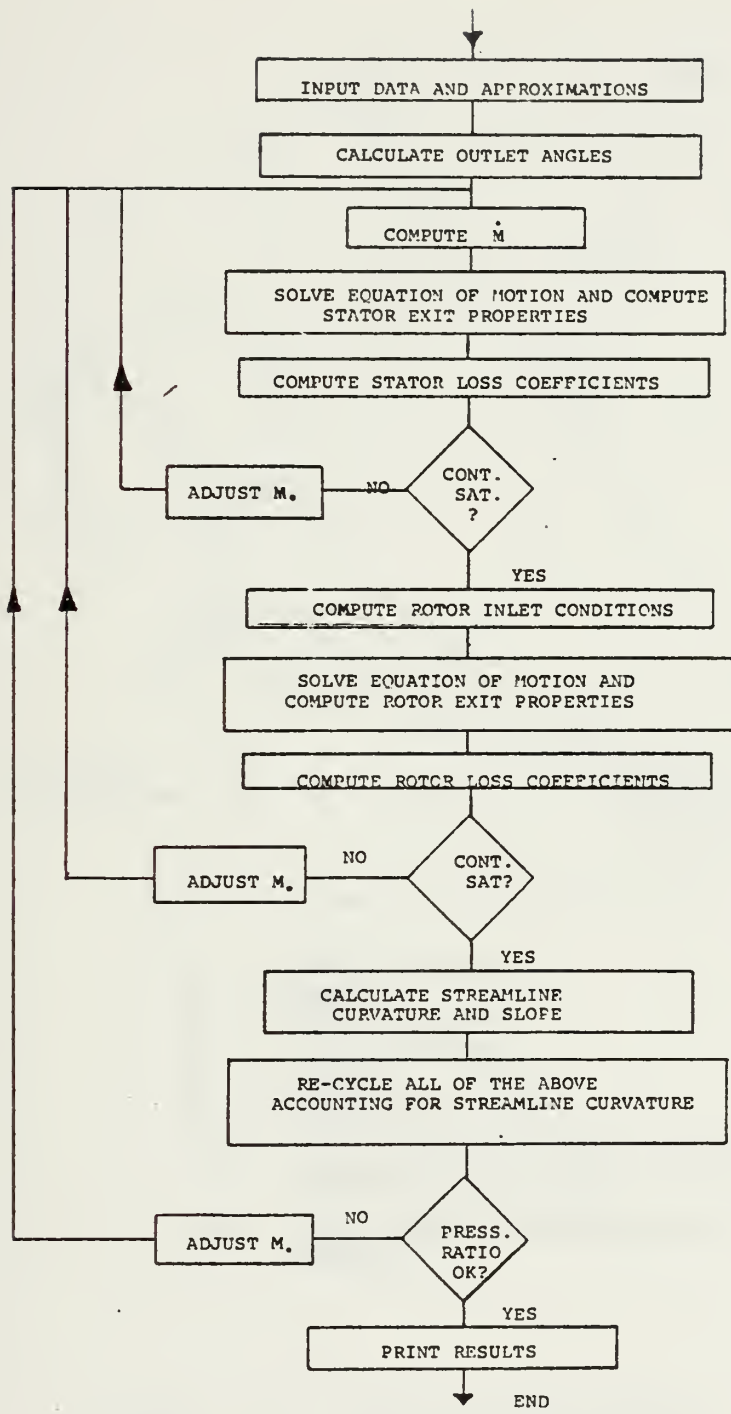 INPUT DATA AND APPROXIMATIONS
CALCULATE OUTLET ANGLES
COMPUTE Ṁ
SOLVE EQUATION OF MOTION AND COMPUTE
STATOR EXIT PROPERTIES
COMPUTE STATOR LOSS COEFFICIENTS
CONT.
SAT.
?
NO
ADJUST M.
YES
COMPUTE ROTOR INLET CONDITIONS
SOLVE EQUATION OF MOTION AND
COMPUTE ROTOR EXIT PROPERTIES
COMPUTE ROTOR LOSS COEFFICIENTS
CONT.
SAT?
NO
ADJUST M.
YES
CALCULATE STREAMLINE
CURVATURE AND SLOPE
RE-CYCLE ALL OF THE ABOVE
ACCOUNTING FOR STREAMLINE CURVATURE
PRESS.
RATIO
OK?
NO
ADJUST M.
YES
PRINT RESULTS
END